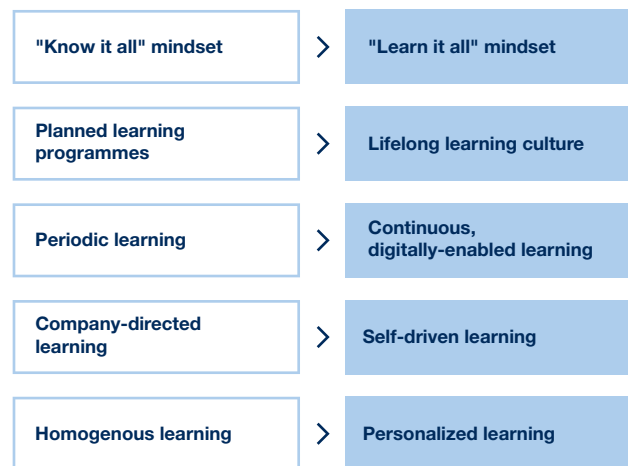 "Know it all" mindset
"Learn it all" mindset
Planned learning
programmes
Lifelong learning culture
Periodic learning
Continuous,
digitally-enabled learning
Company-directed
learning
Self-driven learning
Homogenous learning
Personalized learning